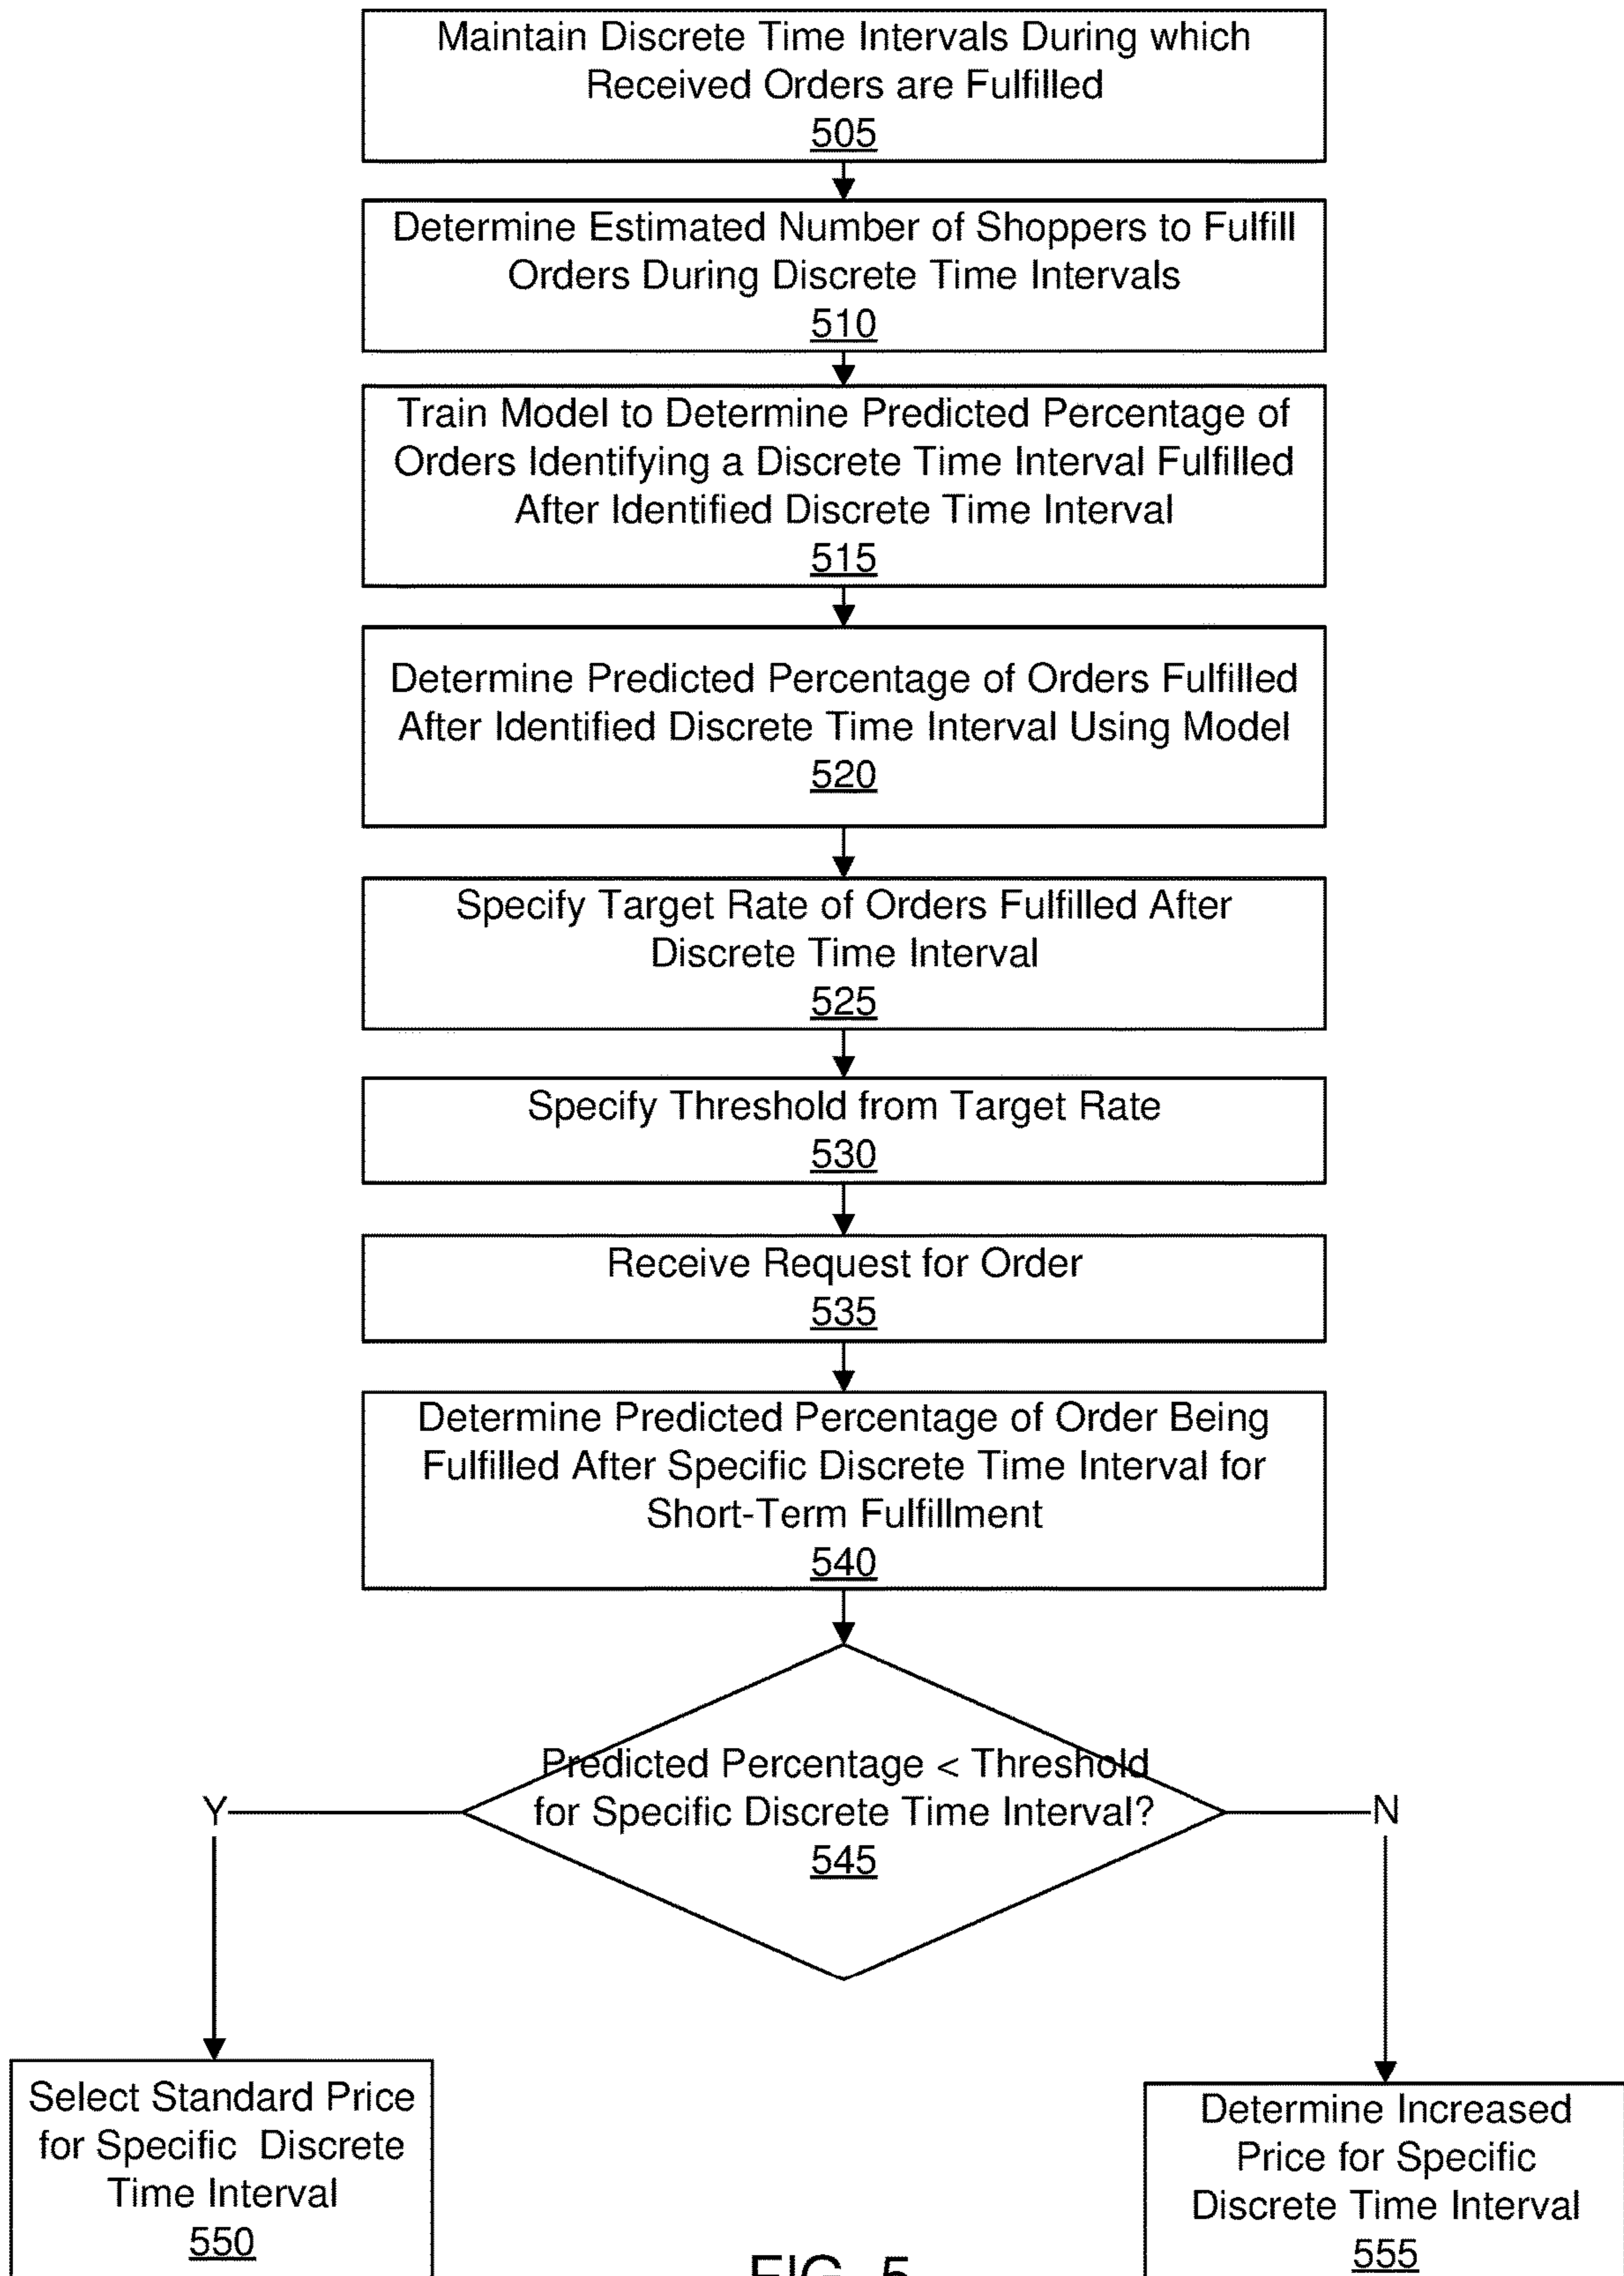 Maintain Discrete Time Intervals During which
Received Orders are Fulfilled
505
Determine Estimated Number of Shoppers to Fulfill
Orders During Discrete Time Intervals
510
Train Model to Determine Predicted Percentage of
Orders Identifying a Discrete Time Interval Fulfilled
After Identified Discrete Time Interval
515
Determine Predicted Percentage of Orders Fulfilled
After Identified Discrete Time Interval Using Model
520
Specify Target Rate of Orders Fulfilled After
Discrete Time Interval
525
Specify Threshold from Target Rate
530
Receive Request for Order
535
Determine Predicted Percentage of Order Being
Fulfilled After Specific Discrete Time Interval for
Short-Term Fulfillment
540
Predicted Percentage < Threshold
for Specific Discrete Time Interval?
545
Y
N
Select Standard Price
for Specific Discrete
Time Interval
550
Determine Increased
Price for Specific
Discrete Time Interval
555
FIG. 5